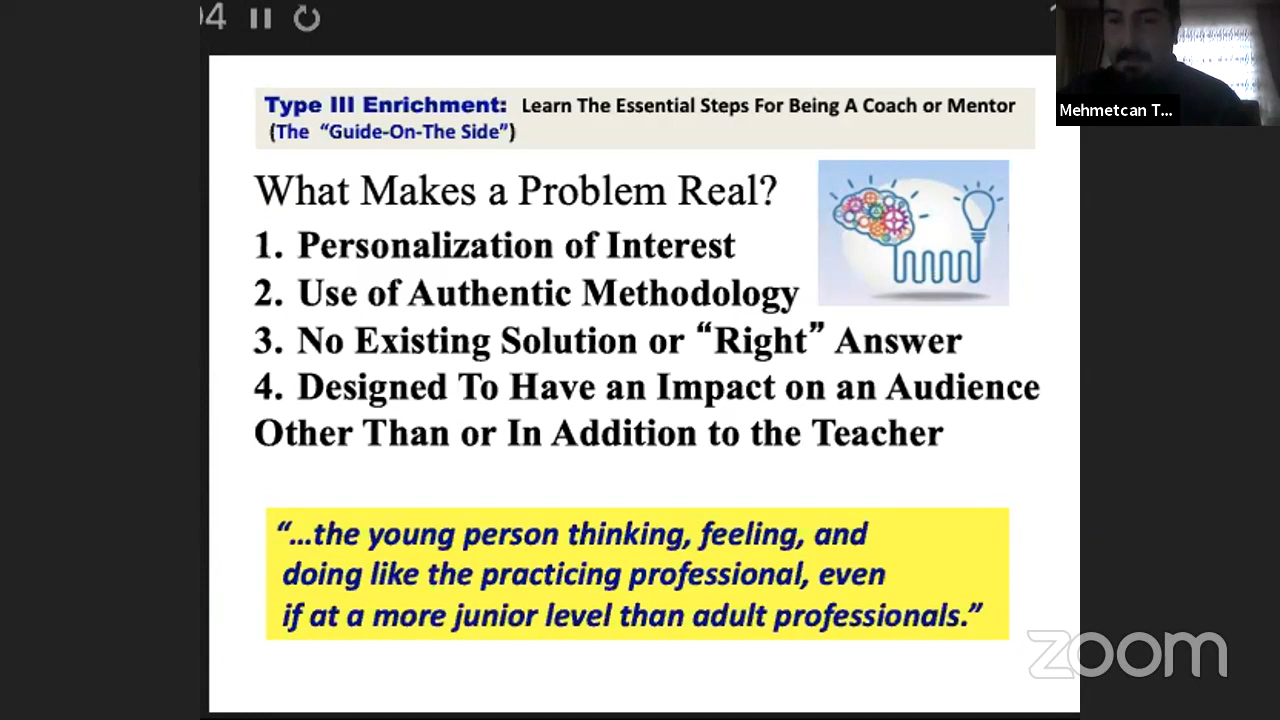 04
Type III Enrichment: Learn The Essential Steps For Being A Coach or Mentor
(The “Guide-On-The Side”)
Mehmetcan T...
What Makes a Problem Real?
1. Personalization of Interest
2. Use of Authentic Methodology
3. No Existing Solution or “Right” Answer
4. Designed To Have an Impact on an Audience
Other Than or In Addition to the Teacher
“...the young person thinking, feeling, and
doing like the practicing professional, even
if at a more junior level than adult professionals.”
zoom